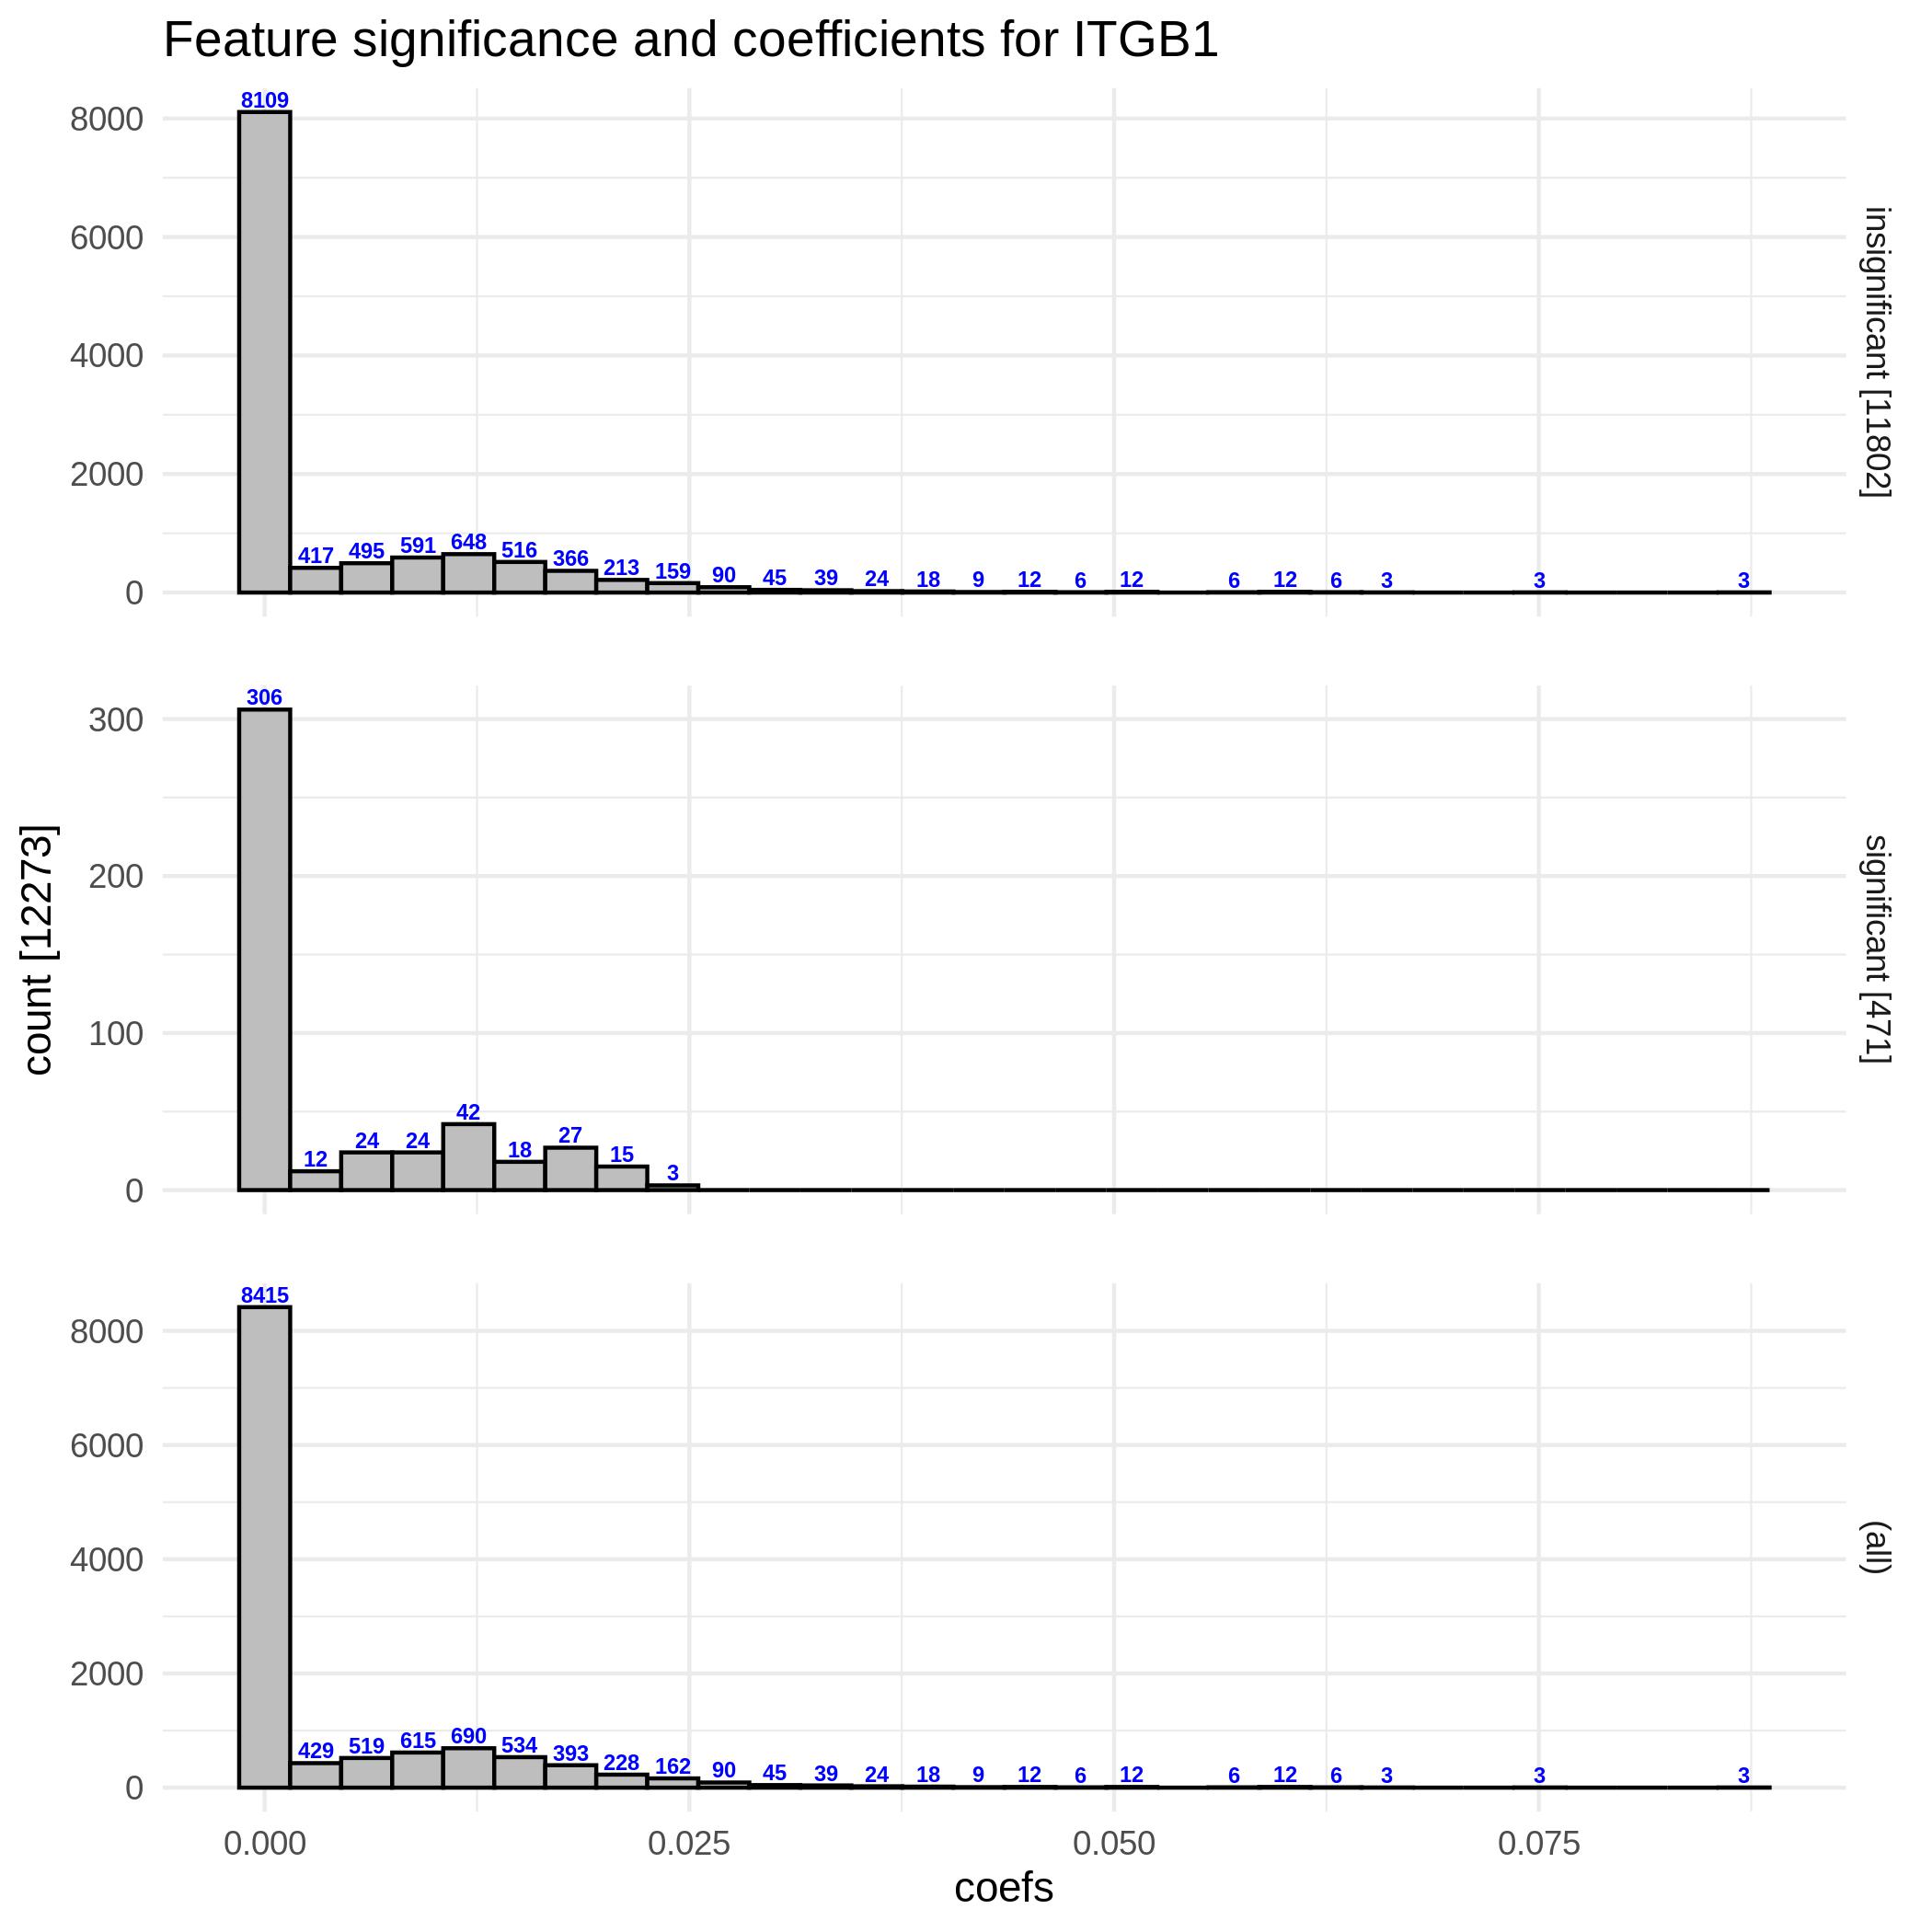 Feature significance and coefficients for ITGB1
8109
8000
6000
4000
2000
0
417 495 591 648 516 366 213 159 90 45 39 24 18 9 12 6 12 6 12 6 3 3 3
insignificant [11802]
306
300
200
100
0
12 24 24 42 18 27 15 3
significant [471]
count [12273]
8415
8000
6000
4000
2000
0
429 519 615 690 534 393 228 162 90 45 39 24 18 9 12 6 12 6 12 6 3 3 3
(all)
0.000 0.025 0.050 0.075
coefs